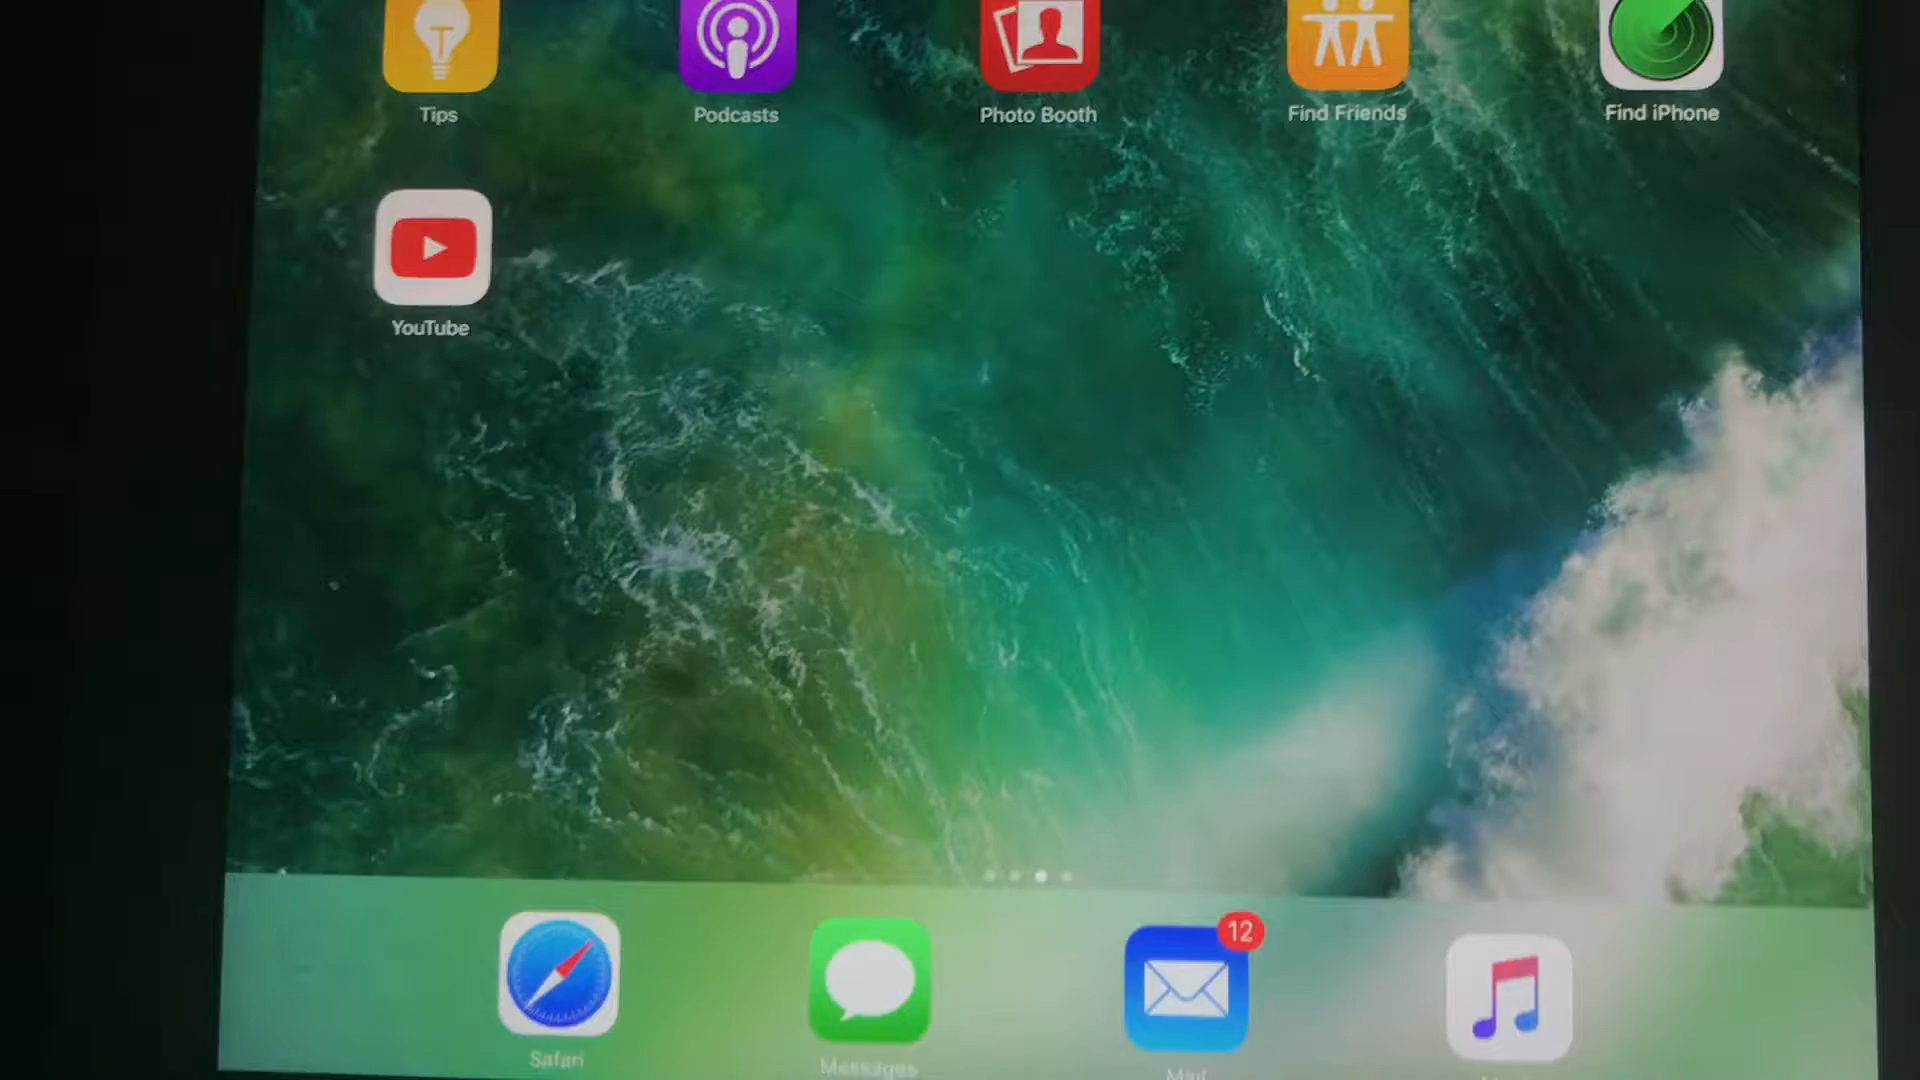 Tips
Podcasts
Photo Booth
Find Friends
Find iPhone
YouTube
12
Safari
Messages
Mail